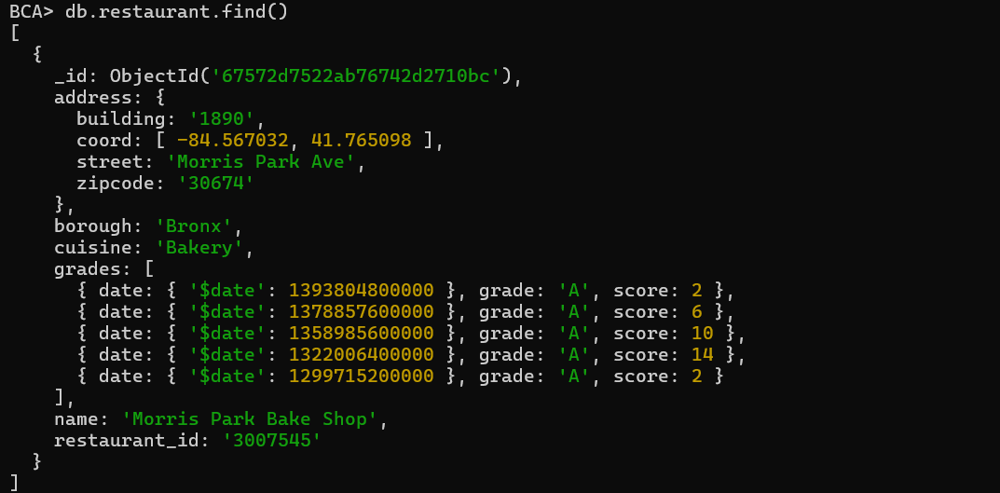 BCA> db.restaurant.find()
[
  {
    _id: ObjectId('67572d7522ab76742d2710bc'),
    address: {
      building: '1890',
      coord: [ -84.567032, 41.765098 ],
      street: 'Morris Park Ave',
      zipcode: '30674'
    },
    borough: 'Bronx',
    cuisine: 'Bakery',
    grades: [
      { date: { '$date': 1393804800000 }, grade: 'A', score: 2 },
      { date: { '$date': 1378857600000 }, grade: 'A', score: 6 },
      { date: { '$date': 1358985600000 }, grade: 'A', score: 10 },
      { date: { '$date': 1322006400000 }, grade: 'A', score: 14 },
      { date: { '$date': 1299715200000 }, grade: 'A', score: 2 }
    ],
    name: 'Morris Park Bake Shop',
    restaurant_id: '3007545'
  }
]